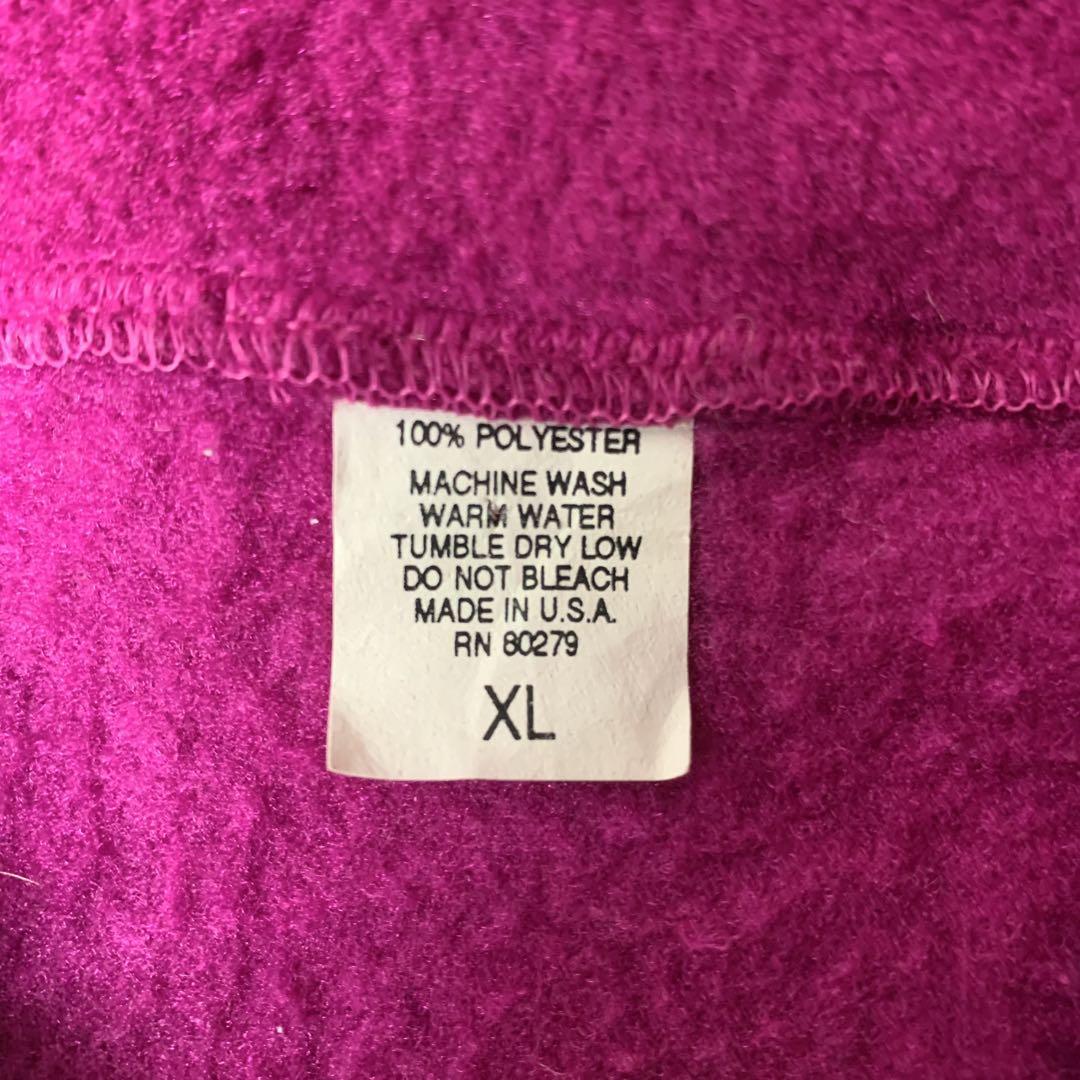 100% POLYESTER
MACHINE WASH
WARM WATER
TUMBLE DRY LOW
DO NOT BLEACH
MADE IN U.S.A.
RN 80279
XL